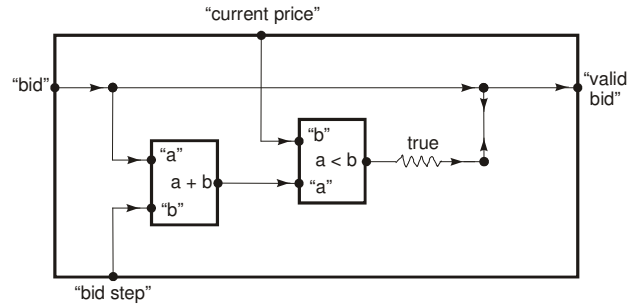 “current price”
“bid”
“valid
bid”
“b”
true
“a”
a < b
a + b
“a”
“b”
“bid step”